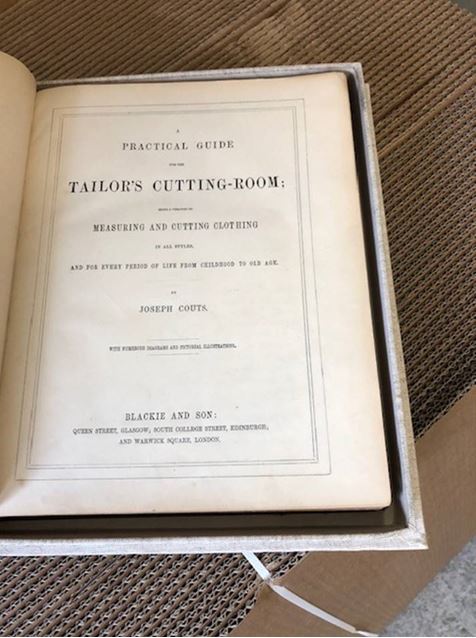 A
PRACTICAL GUIDE
FOR THE
TAILOR'S CUTTING-ROOM;
BEING A TREATISE ON
MEASURING AND CUTTING CLOTHING
IN ALL STYLES,
AND FOR EVERY PERIOD OF LIFE FROM CHILDHOOD TO OLD AGE.
BY
JOSEPH COUTS.
WITH NUMEROUS DIAGRAMS AND PICTORIAL ILLUSTRATIONS.
BLACKIE AND SON:
QUEEN STREET, GLASGOW; SOUTH COLLEGE STREET, EDINBURGH;
AND WARWICK SQUARE, LONDON.